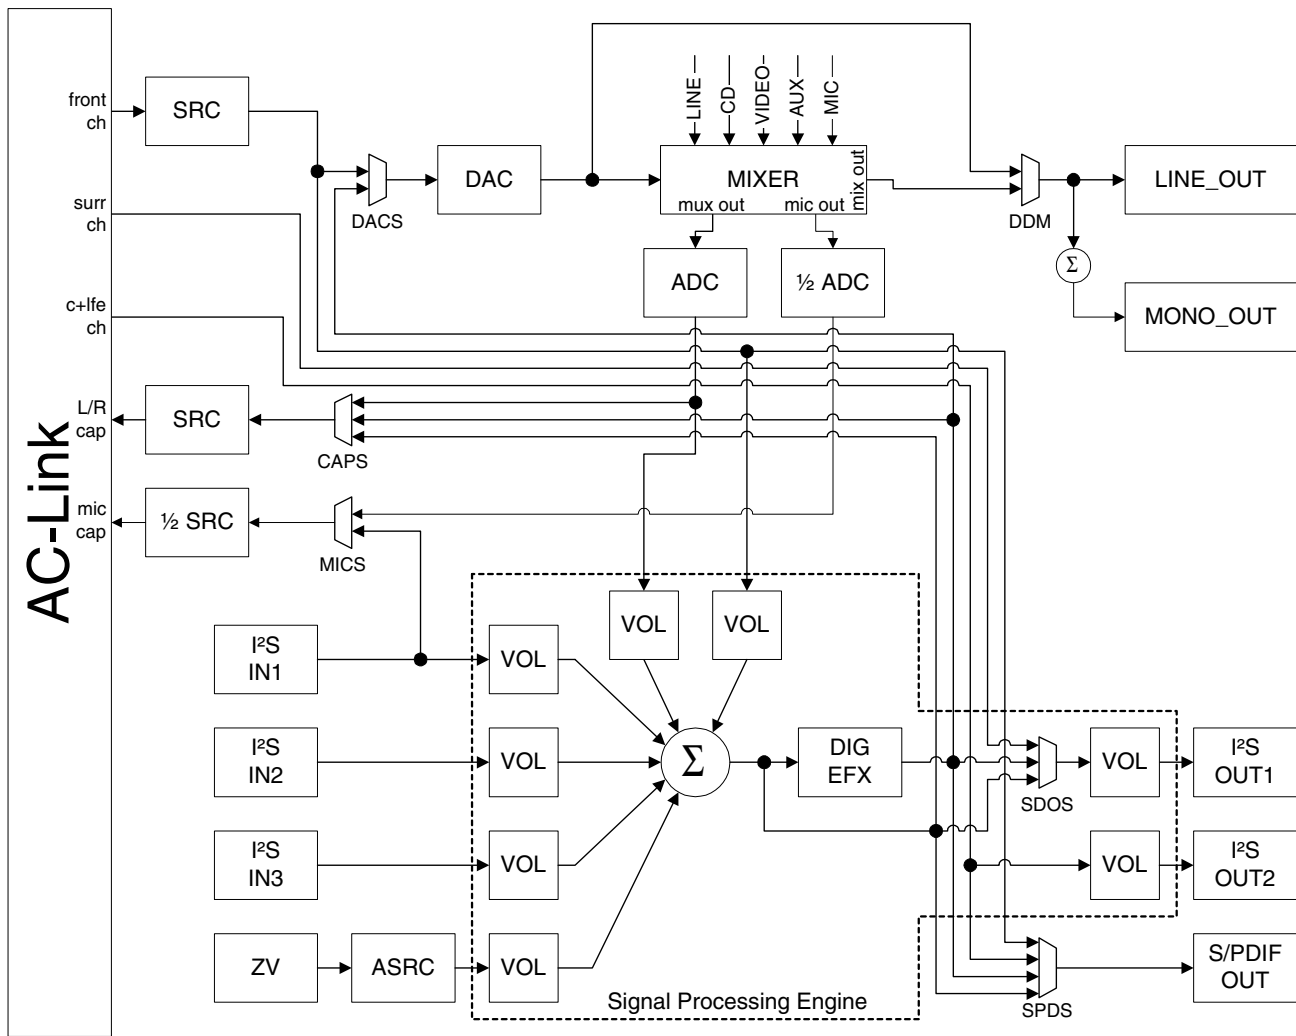 AC-Link
front
ch
SRC
surr
ch
c+lfe
ch
L/R
cap
SRC
mic
cap
½ SRC
DACS
DAC
LINE
CD
VIDEO
AUX
MIC
MIXER
mix out
mux out
mic out
DDM
LINE_OUT
Σ
MONO_OUT
ADC
½ ADC
CAPS
MICS
VOL
VOL
I²S
IN1
VOL
I²S
IN2
VOL
Σ
DIG
EFX
SDOS
VOL
I²S
OUT1
I²S
IN3
VOL
VOL
I²S
OUT2
ZV
ASRC
VOL
Signal Processing Engine
SPDS
S/PDIF
OUT